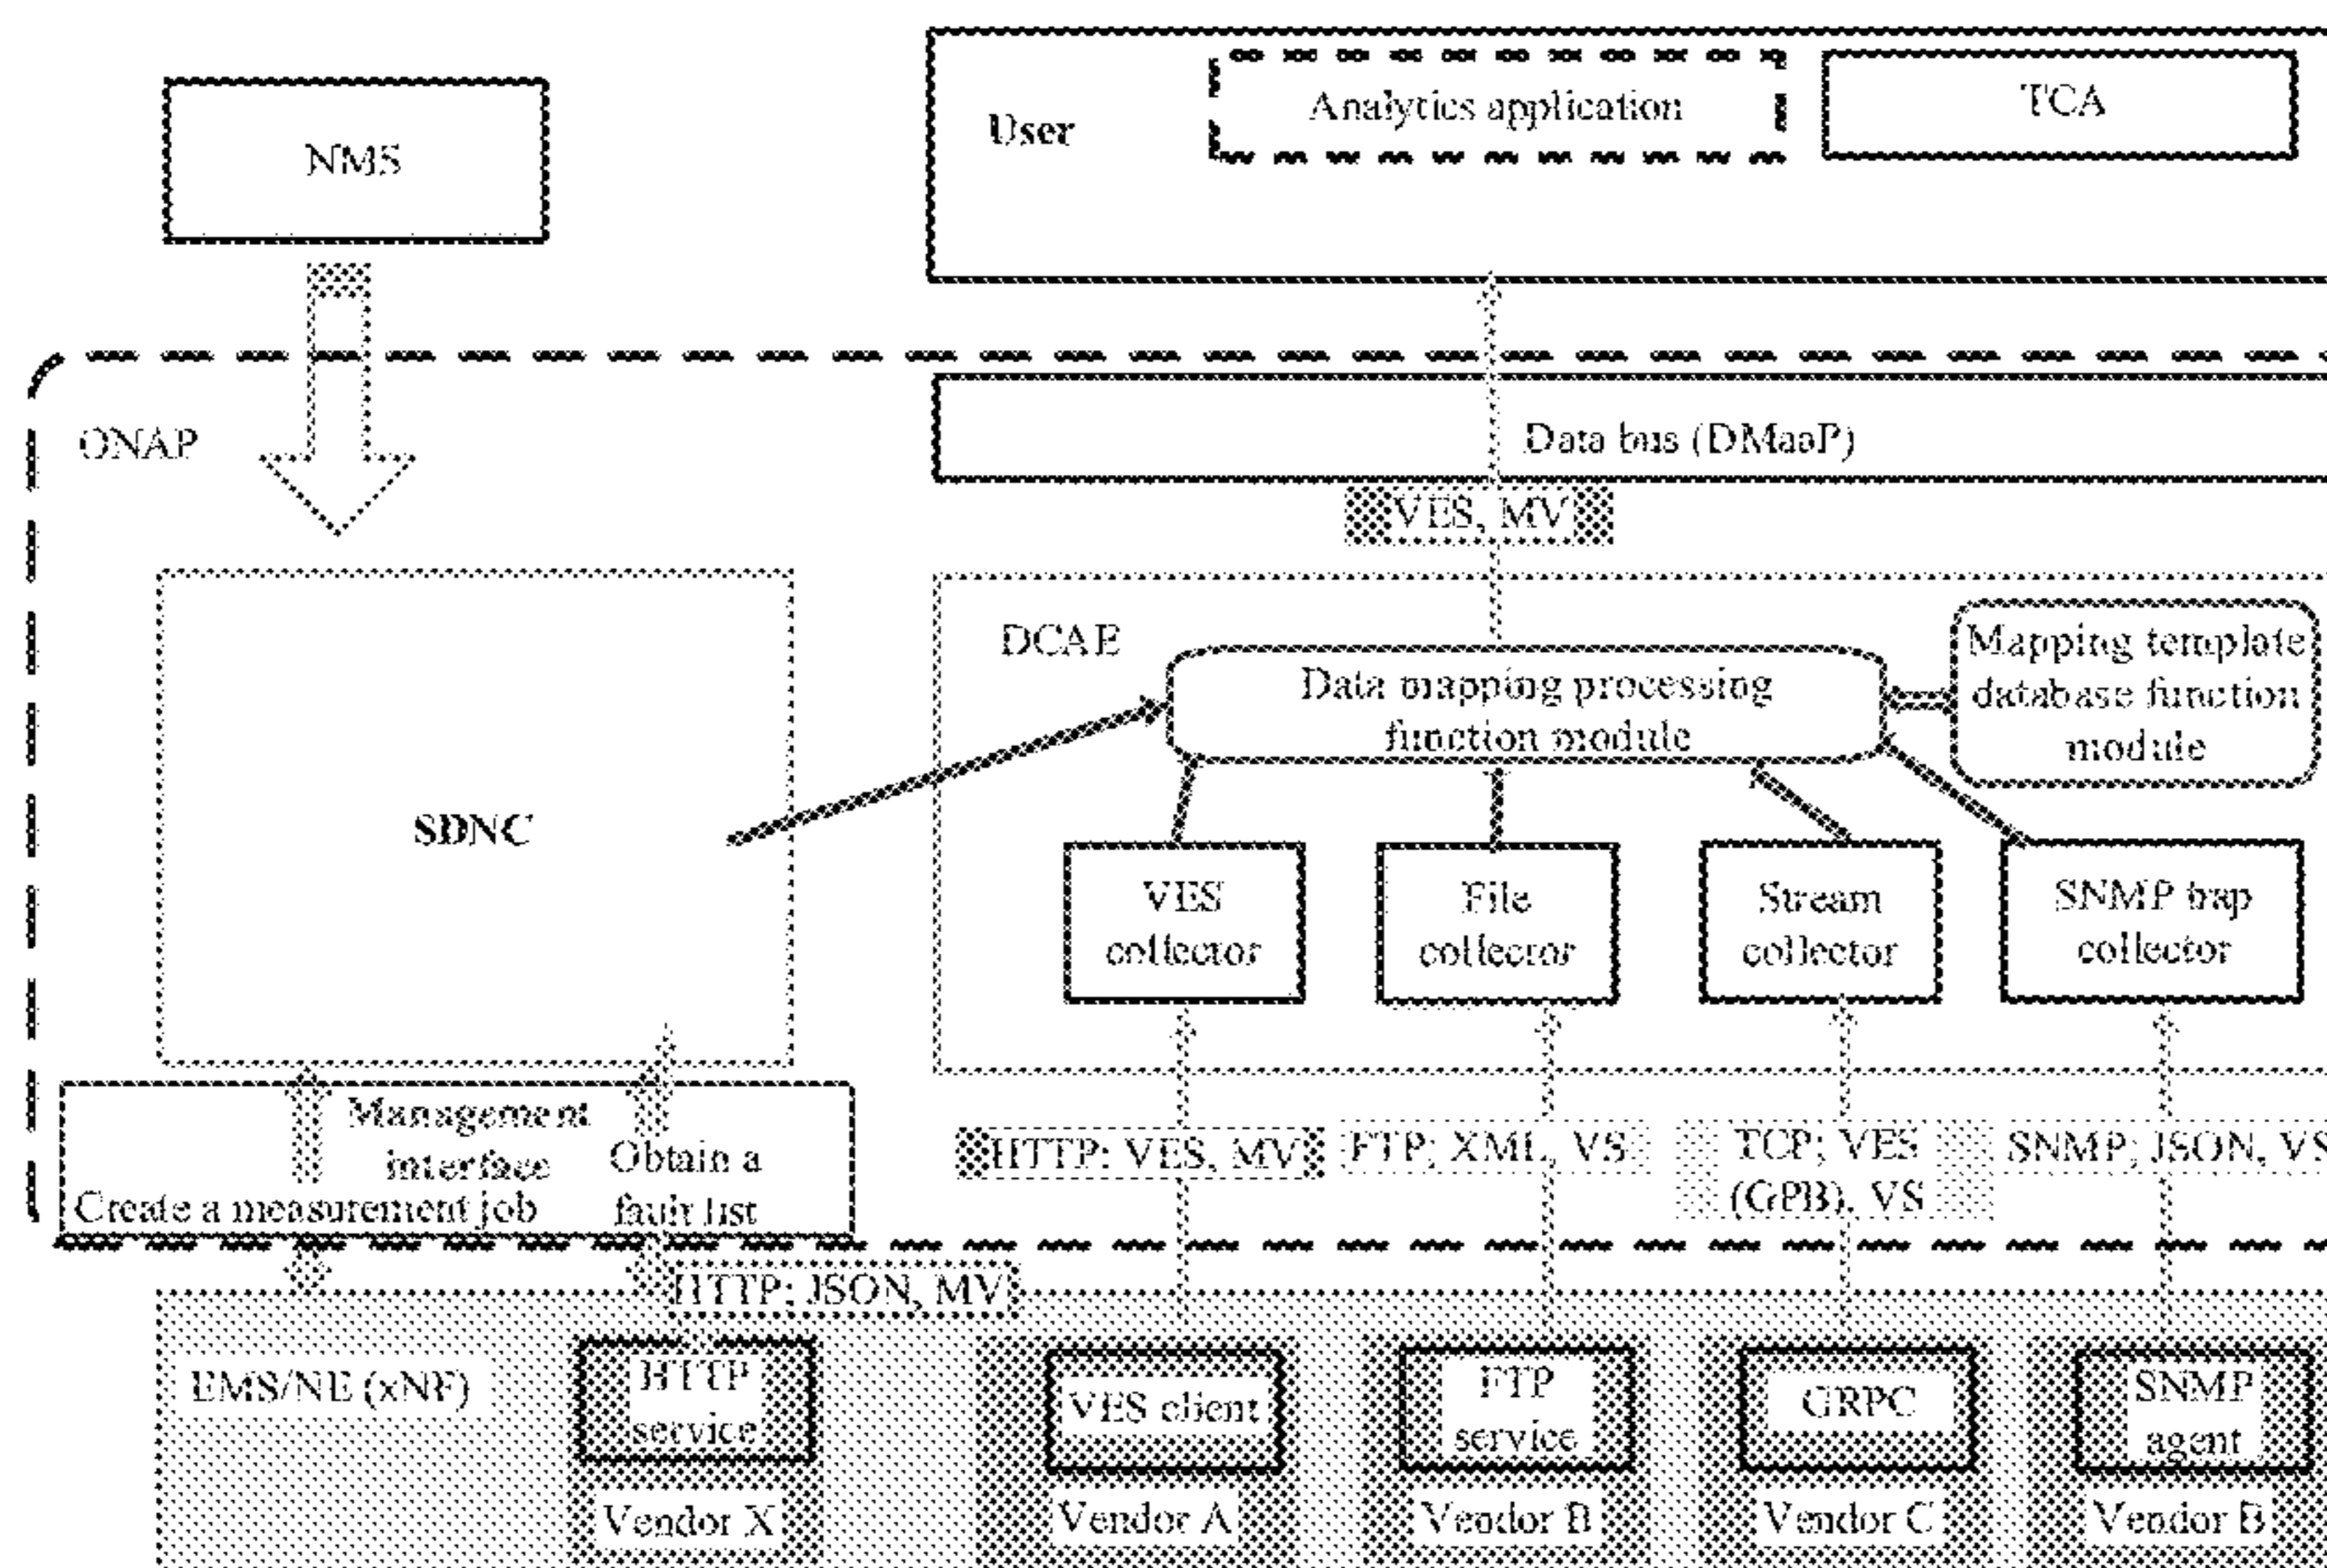 NMS
User
Analytics application
TCA
ONAP
Data bus (DMaaP)
VES, MV
DCAE
Data mapping processing
function module
Mapping template
database function
module
SDNC
VES
collector
File
collector
Stream
collector
SNMP trap
collector
Management
interface
Create a measurement job
Obtain a
fault list
HTTP: VES, MV
FTP; XML, VS
TCP; VES
(GPB), VS
SNMP; JSON, VS
HTTP; JSON, MV
EMS/NE (xNF)
HTTP
service
Vendor X
VES client
Vendor A
FTP
service
Vendor B
GRPC
Vendor C
SNMP
agent
Vendor B